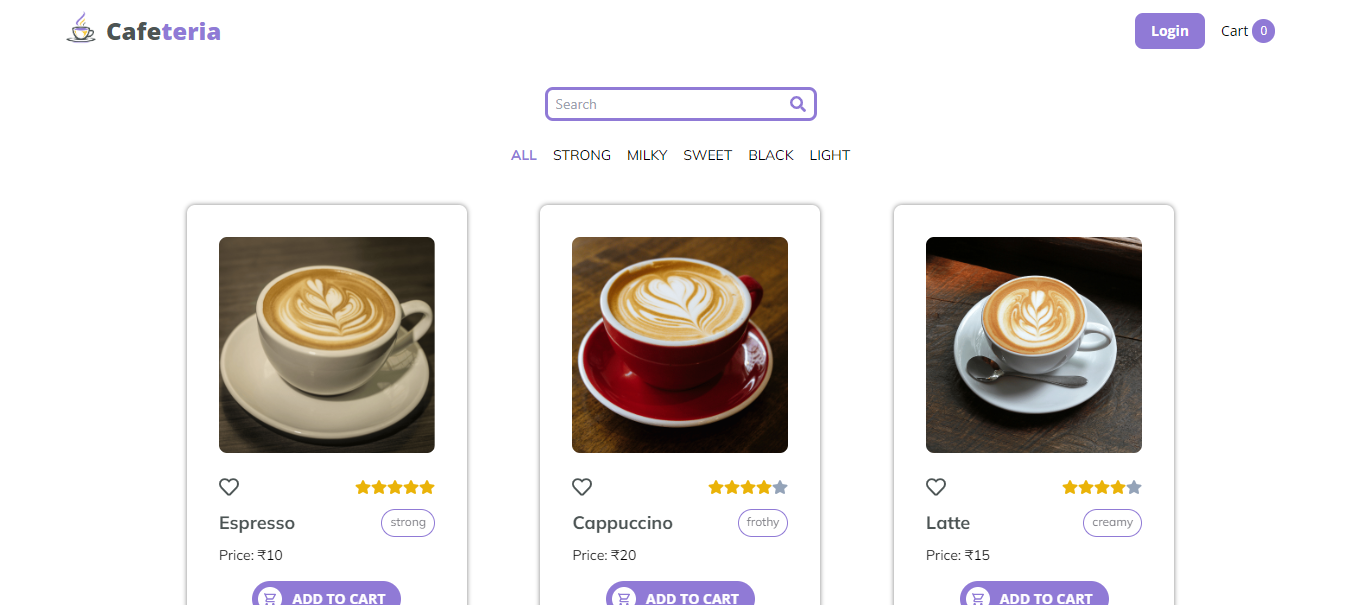 Cafeteria
Login Cart 0
Search
ALL STRONG MILKY SWEET BLACK LIGHT
Espresso strong
Price: ₹10
ADD TO CART
Cappuccino frothy
Price: ₹20
ADD TO CART
Latte creamy
Price: ₹15
ADD TO CART